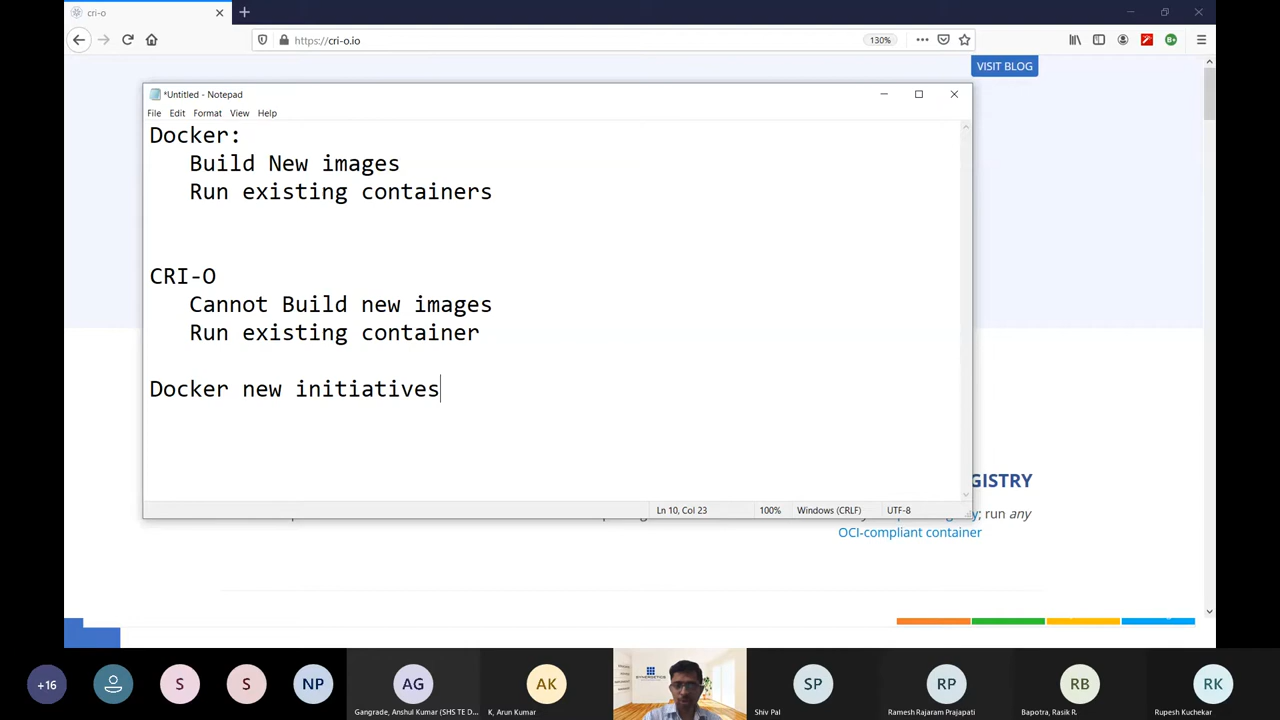 cri-o
https://cri-o.io
130%
VISIT BLOG
*Untitled - Notepad
File Edit Format View Help
Docker:
Build New images
Run existing containers
CRI-O
Cannot Build new images
Run existing container
Docker new initiatives
Ln 10, Col 23
100%
Windows (CRLF)
UTF-8
GISTRY
; run any
OCI-compliant container
+16
S
S
NP
AG
Gangrade, Anshul Kumar (SHS TE D...
AK
K, Arun Kumar
SYNERGETICS
SP
Shiv Pal
RP
Ramesh Rajaram Prajapati
RB
Bapotra, Rasik R.
RK
Rupesh Kuchekar